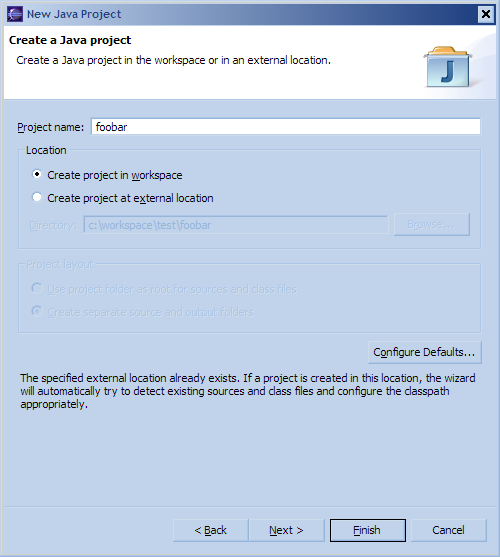 New Java Project
Create a Java project
Create a Java project in the workspace or in an external location.
J
Project name: foobar
Location
Create project in workspace
Create project at external location
Directory: c:\workspace\test\foobar Browse...
Project layout
Use project folder as root for sources and class files
Create separate source and output folders
Configure Defaults...
The specified external location already exists. If a project is created in this location, the wizard
will automatically try to detect existing sources and class files and configure the classpath
appropriately.
< Back Next > Finish Cancel